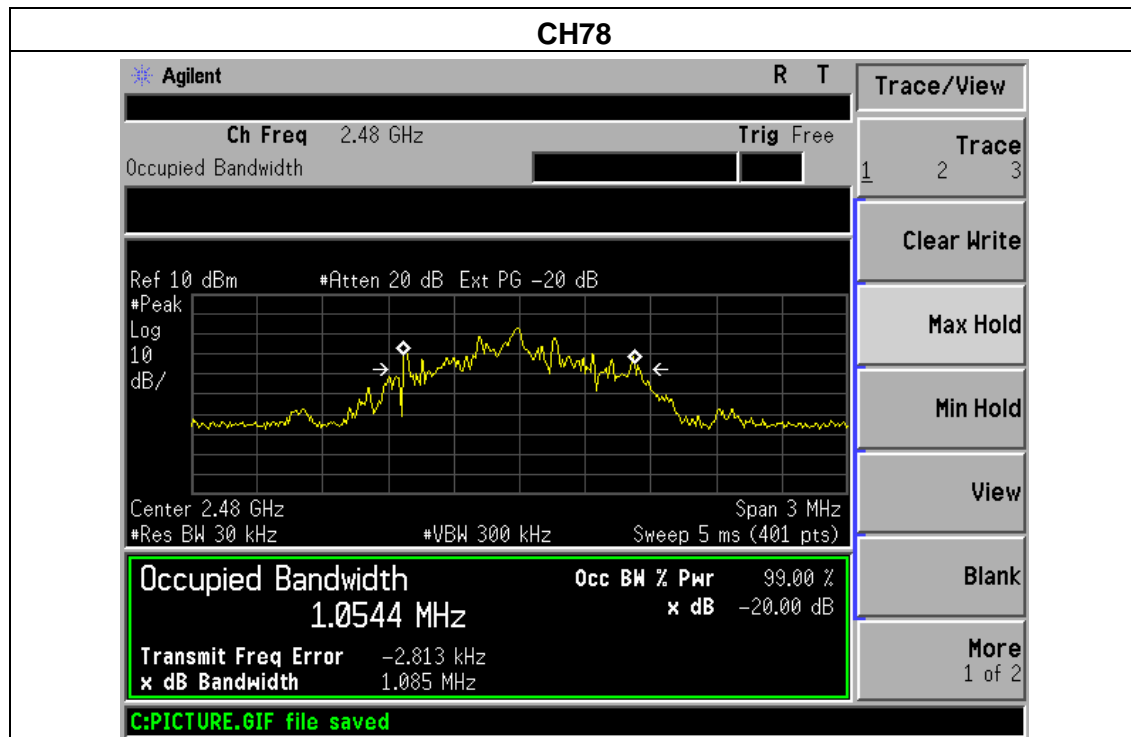 CH78
Agilent R T
Trace/View
Ch Freq 2.48 GHz Trig Free
Occupied Bandwidth
Trace
1 2 3
Clear Write
Ref 10 dBm #Atten 20 dB Ext PG -20 dB
#Peak
Log
10
dB/
Max Hold
Min Hold
View
Center 2.48 GHz Span 3 MHz
#Res BW 30 kHz #VBW 300 kHz Sweep 5 ms (401 pts)
Occupied Bandwidth Occ BW % Pwr 99.00 %
1.0544 MHz x dB -20.00 dB
Blank
Transmit Freq Error -2.813 kHz
x dB Bandwidth 1.085 MHz
More
1 of 2
C:PICTURE.GIF file saved